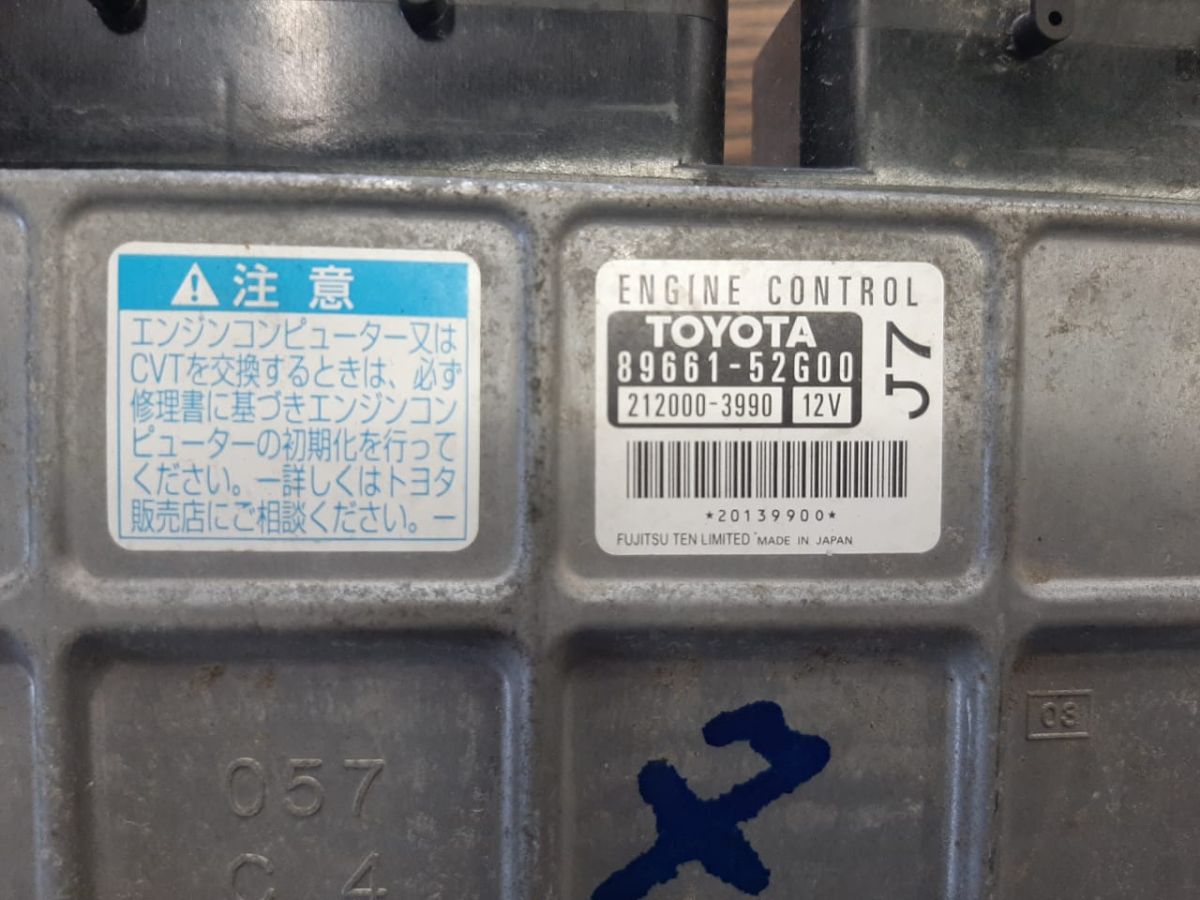 注意
エンジンコンピューター又は
CVTを交換するときは、必ず
修理書に基づきエンジンコン
ピューターの初期化を行って
ください。ー詳しくはトヨタ
販売店にご相談ください。ー
ENGINE CONTROL
TOYOTA
89661-52G00
212000-3990 12V
J7
*20139900*
FUJITSU TEN LIMITED MADE IN JAPAN
03
057
C 4